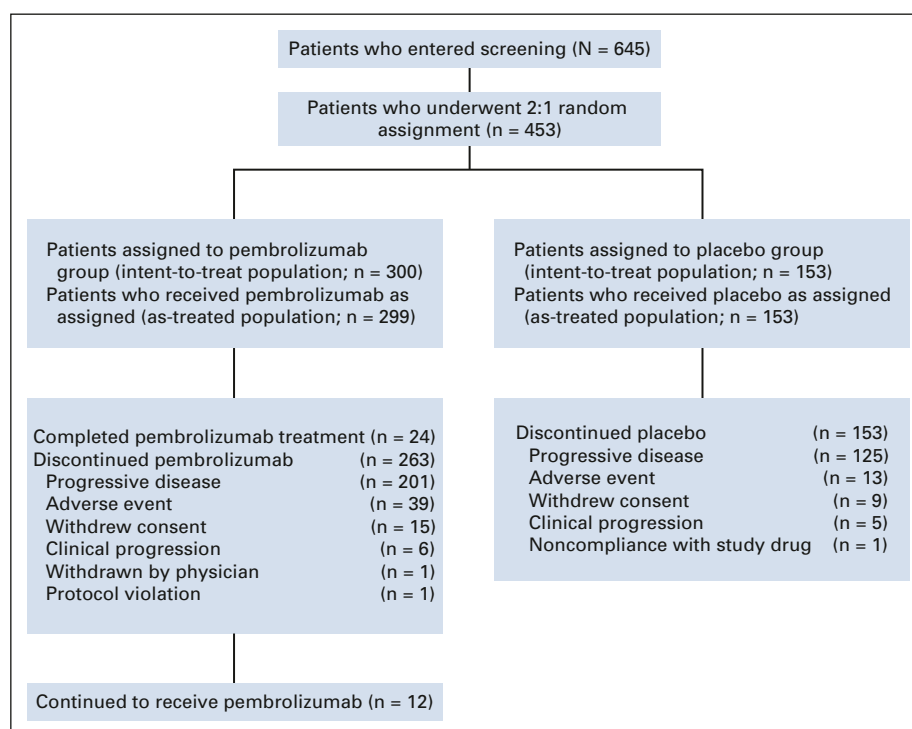 Patients who entered screening (N = 645)
Patients who underwent 2:1 random
assignment (n = 453)
Patients assigned to pembrolizumab
group (intent-to-treat population; n = 300)
Patients who received pembrolizumab as
assigned (as-treated population; n = 299)
Patients assigned to placebo group
(intent-to-treat population; n = 153)
Patients who received placebo as assigned
(as-treated population; n = 153)
Completed pembrolizumab treatment (n = 24)
Discontinued pembrolizumab (n = 263)
Progressive disease (n = 201)
Adverse event (n = 39)
Withdrew consent (n = 15)
Clinical progression (n = 6)
Withdrawn by physician (n = 1)
Protocol violation (n = 1)
Discontinued placebo (n = 153)
Progressive disease (n = 125)
Adverse event (n = 13)
Withdrew consent (n = 9)
Clinical progression (n = 5)
Noncompliance with study drug (n = 1)
Continued to receive pembrolizumab (n = 12)